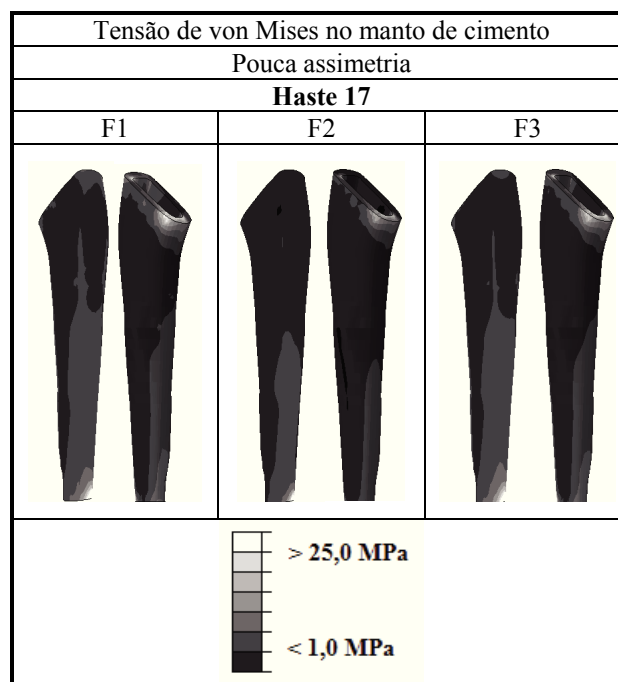 Tensão de von Mises no manto de cimento
Pouca assimetria
Haste 17
F1 F2 F3
> 25,0 MPa
< 1,0 MPa